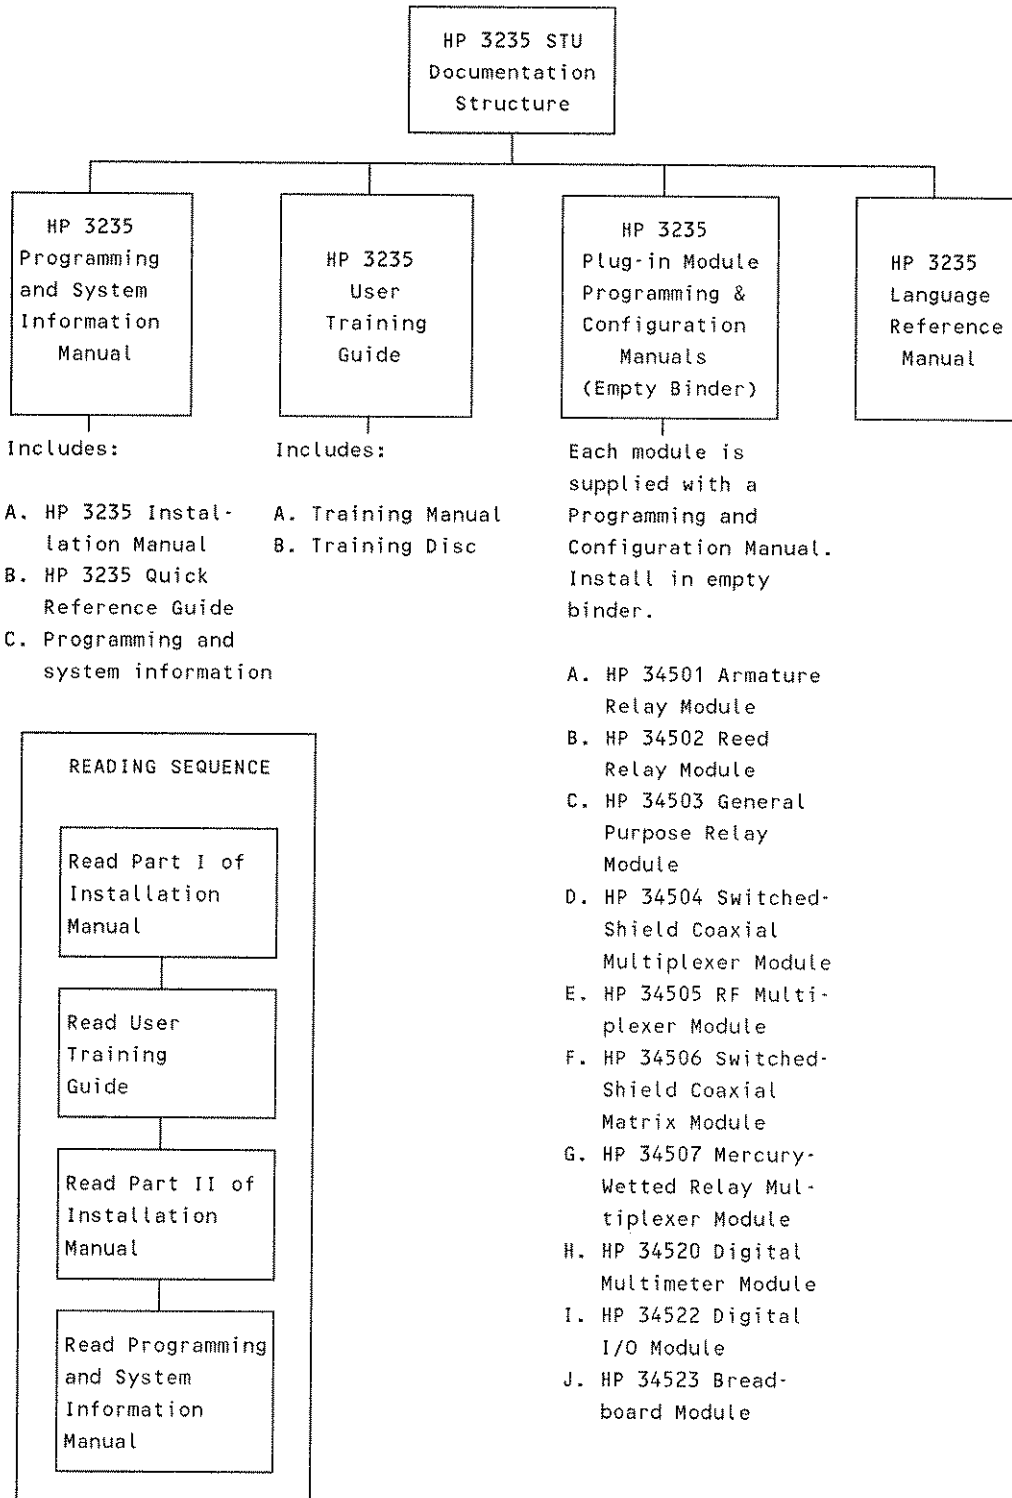 HP 3235 STU
Documentation
Structure
HP 3235
Programming
and System
Information
Manual
HP 3235
User
Training
Guide
HP 3235
Plug-in Module
Programming &
Configuration
Manuals
(Empty Binder)
HP 3235
Language
Reference
Manual
Includes:
A. HP 3235 Instal-
lation Manual
B. HP 3235 Quick
Reference Guide
C. Programming and
system information
Includes:
A. Training Manual
B. Training Disc
Each module is
supplied with a
Programming and
Configuration Manual.
Install in empty
binder.
A. HP 34501 Armature
Relay Module
B. HP 34502 Reed
Relay Module
C. HP 34503 General
Purpose Relay
Module
D. HP 34504 Switched-
Shield Coaxial
Multiplexer Module
E. HP 34505 RF Multi-
plexer Module
F. HP 34506 Switched-
Shield Coaxial
Matrix Module
G. HP 34507 Mercury-
Wetted Relay Mul-
tiplexer Module
H. HP 34520 Digital
Multimeter Module
I. HP 34522 Digital
I/O Module
J. HP 34523 Bread-
board Module
READING SEQUENCE
Read Part I of
Installation
Manual
Read User
Training
Guide
Read Part II of
Installation
Manual
Read Programming
and System
Information
Manual